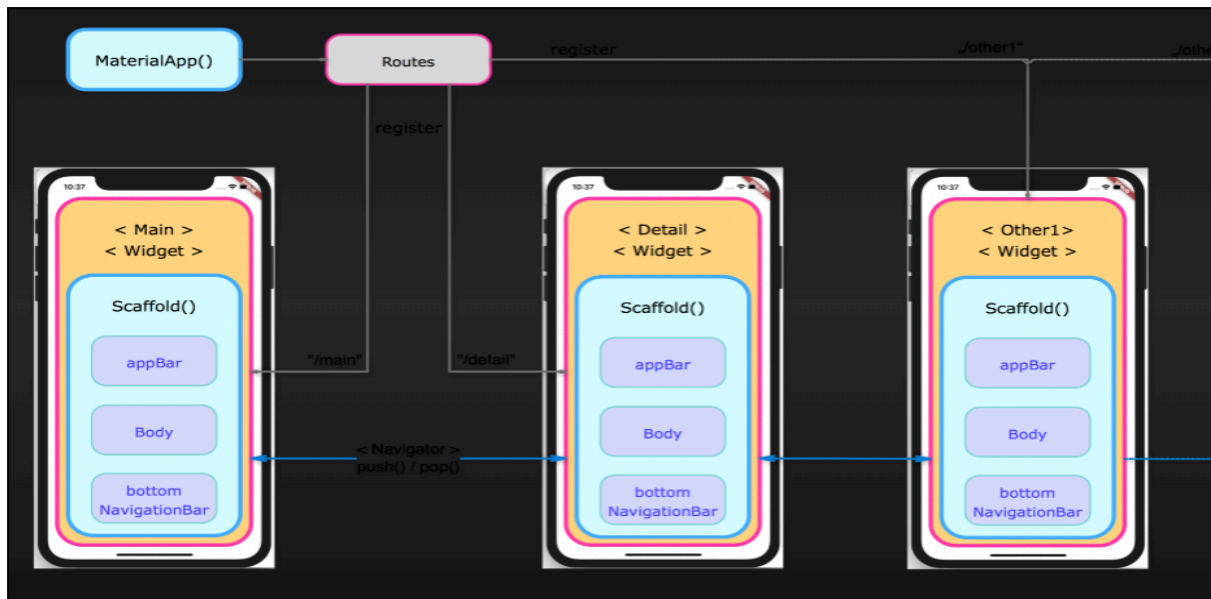 MaterialApp()
Routes
register
„/other1"
„/othe
register
10:37
10:37
10:37
< Main >
< Widget >
< Detail >
< Widget >
< Other1>
< Widget >
Scaffold()
Scaffold()
Scaffold()
appBar
"/main"
"/detail"
appBar
appBar
Body
Body
Body
< Navigator >
push() / pop()
bottom
NavigationBar
bottom
NavigationBar
bottom
NavigationBar